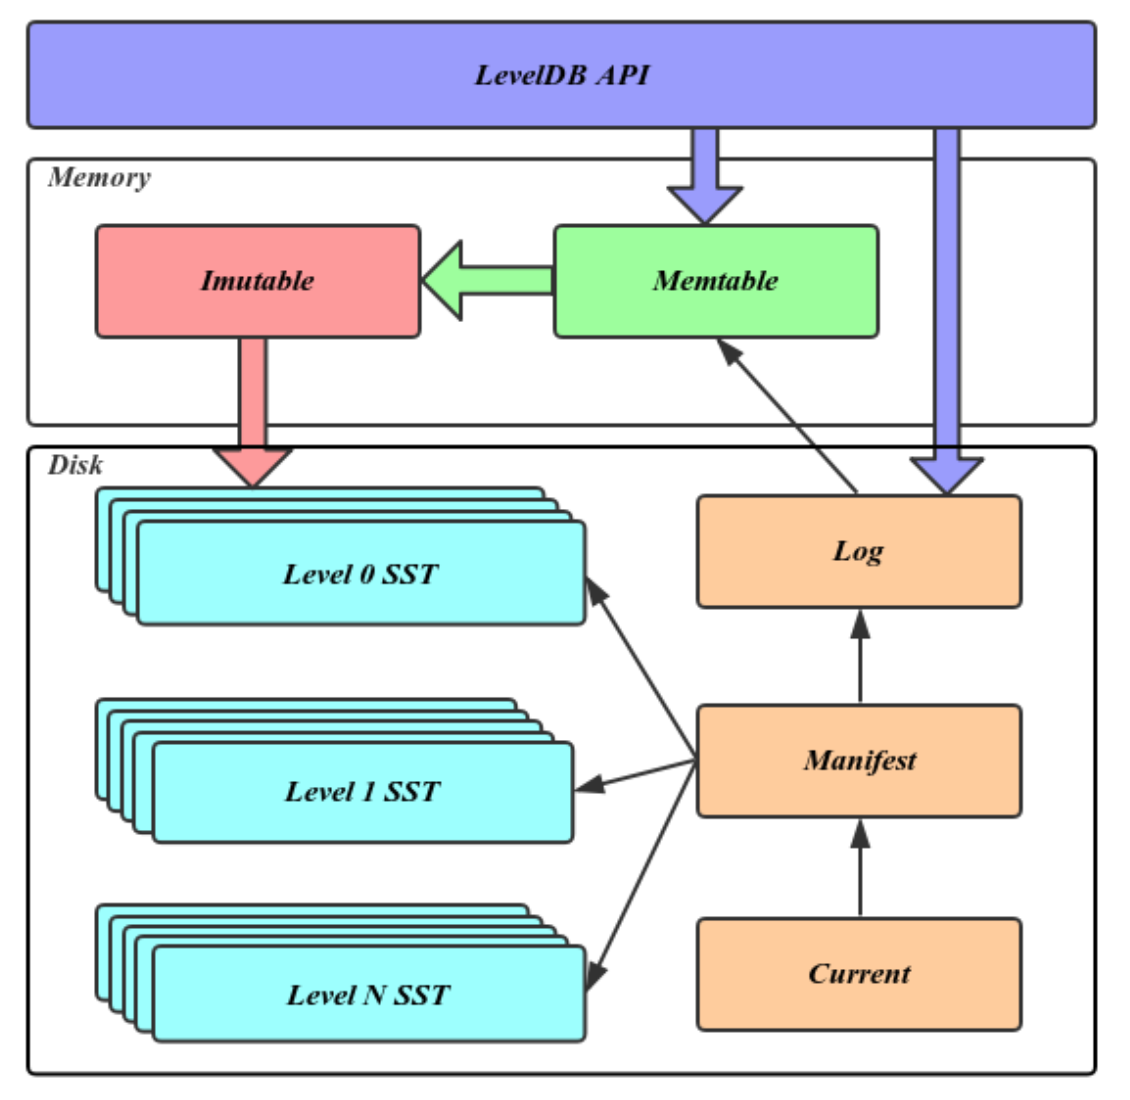 LevelDB API
Memory
Imutable
Memtable
Disk
Level 0 SST
Log
Level 1 SST
Manifest
Level N SST
Current